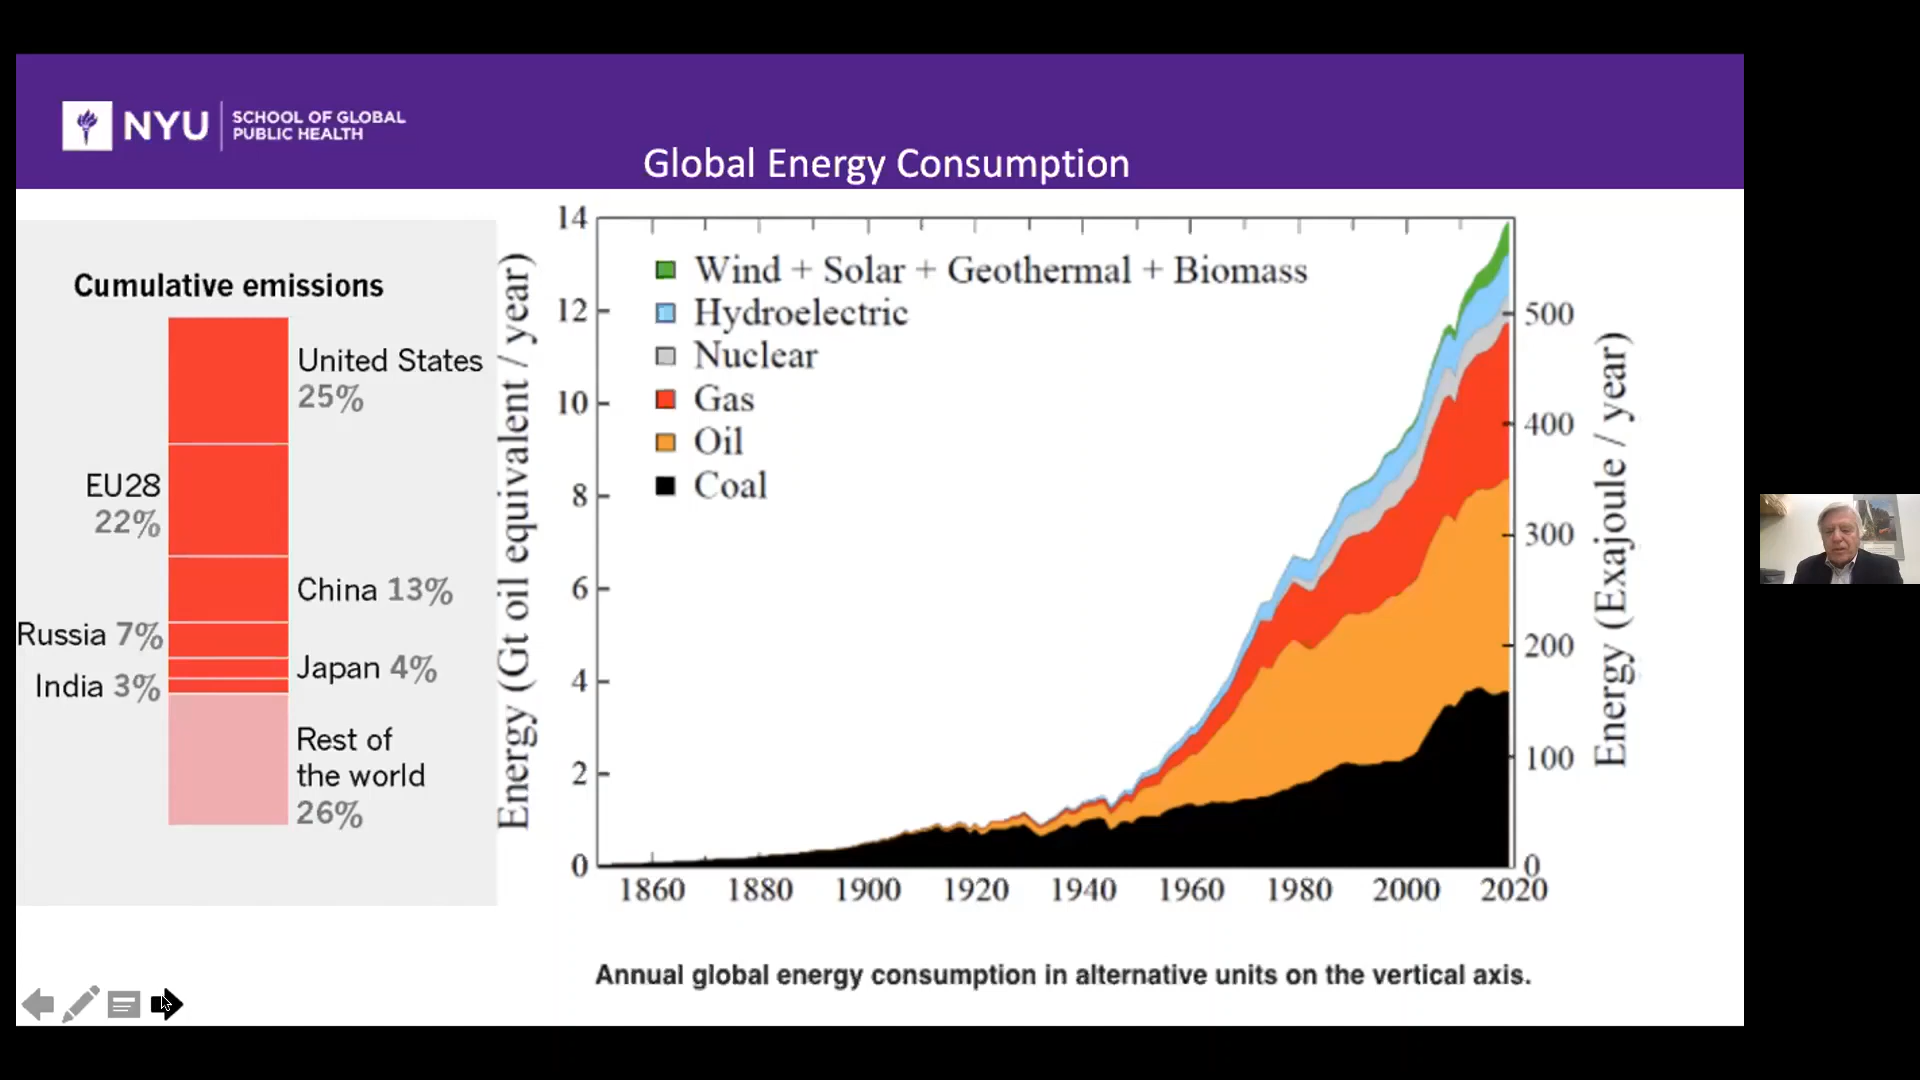 NYU
SCHOOL OF GLOBAL
PUBLIC HEALTH
Global Energy Consumption
Cumulative emissions
United States
25%
EU28
22%
China 13%
Russia 7%
Japan 4%
India 3%
Rest of
the world
26%
Energy (Gt oil equivalent / year)
14
12
10
8
6
4
2
0
Wind + Solar + Geothermal + Biomass
Hydroelectric
Nuclear
Gas
Oil
Coal
500
400
300
200
100
0
Energy (Exajoule / year)
1860 1880 1900 1920 1940 1960 1980 2000 2020
Annual global energy consumption in alternative units on the vertical axis.